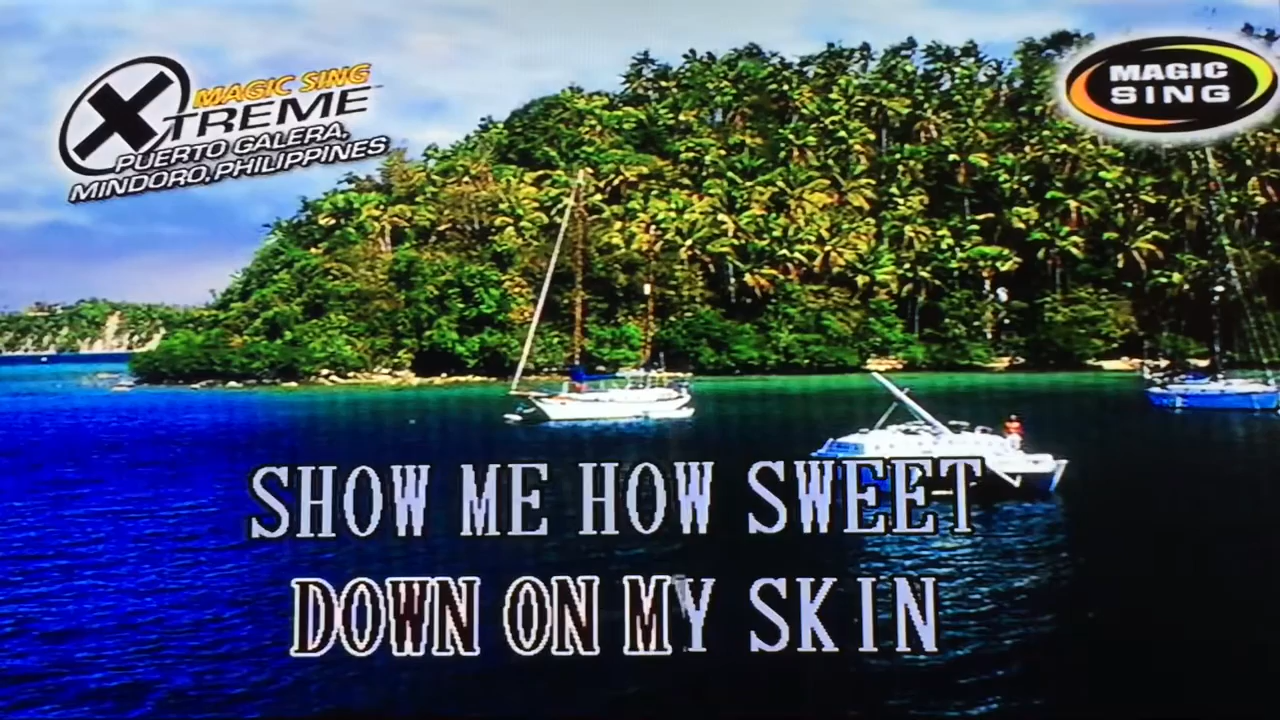 MAGIC SING
XTREME
PUERTO GALERA,
MINDORO, PHILIPPINES
MAGIC
SING
SHOW ME HOW SWEET
DOWN ON MY SKIN